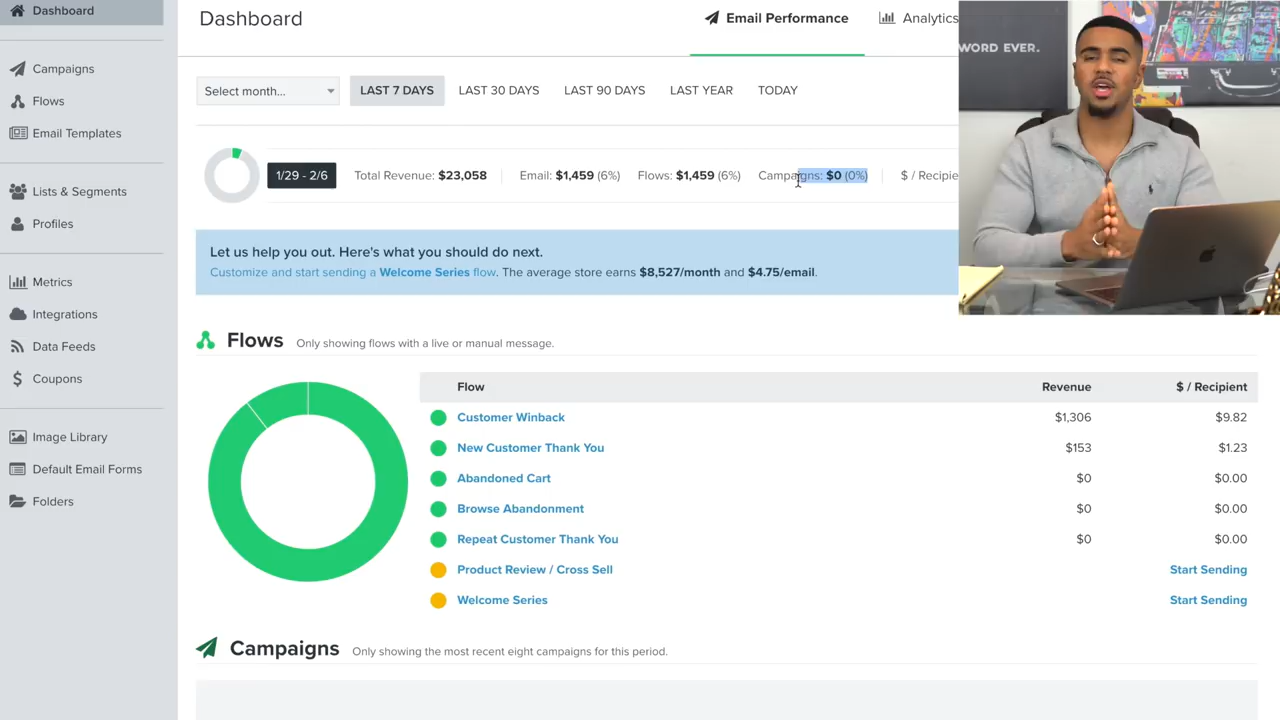 Dashboard
Campaigns
Flows
Email Templates
Lists & Segments
Profiles
Metrics
Integrations
Data Feeds
Coupons
Image Library
Default Email Forms
Folders
Dashboard
Email Performance
Analytics
Select month...
LAST 7 DAYS
LAST 30 DAYS
LAST 90 DAYS
LAST YEAR
TODAY
1/29 - 2/6
Total Revenue: $23,058
Email: $1,459 (6%)
Flows: $1,459 (6%)
Campaigns: $0 (0%)
$ / Recipie
Let us help you out. Here's what you should do next.
Customize and start sending a Welcome Series flow. The average store earns $8,527/month and $4.75/email.
Flows Only showing flows with a live or manual message.
Flow Revenue $ / Recipient
Customer Winback $1,306 $9.82
New Customer Thank You $153 $1.23
Abandoned Cart $0 $0.00
Browse Abandonment $0 $0.00
Repeat Customer Thank You $0 $0.00
Product Review / Cross Sell Start Sending
Welcome Series Start Sending
Campaigns Only showing the most recent eight campaigns for this period.
WORD EVER.